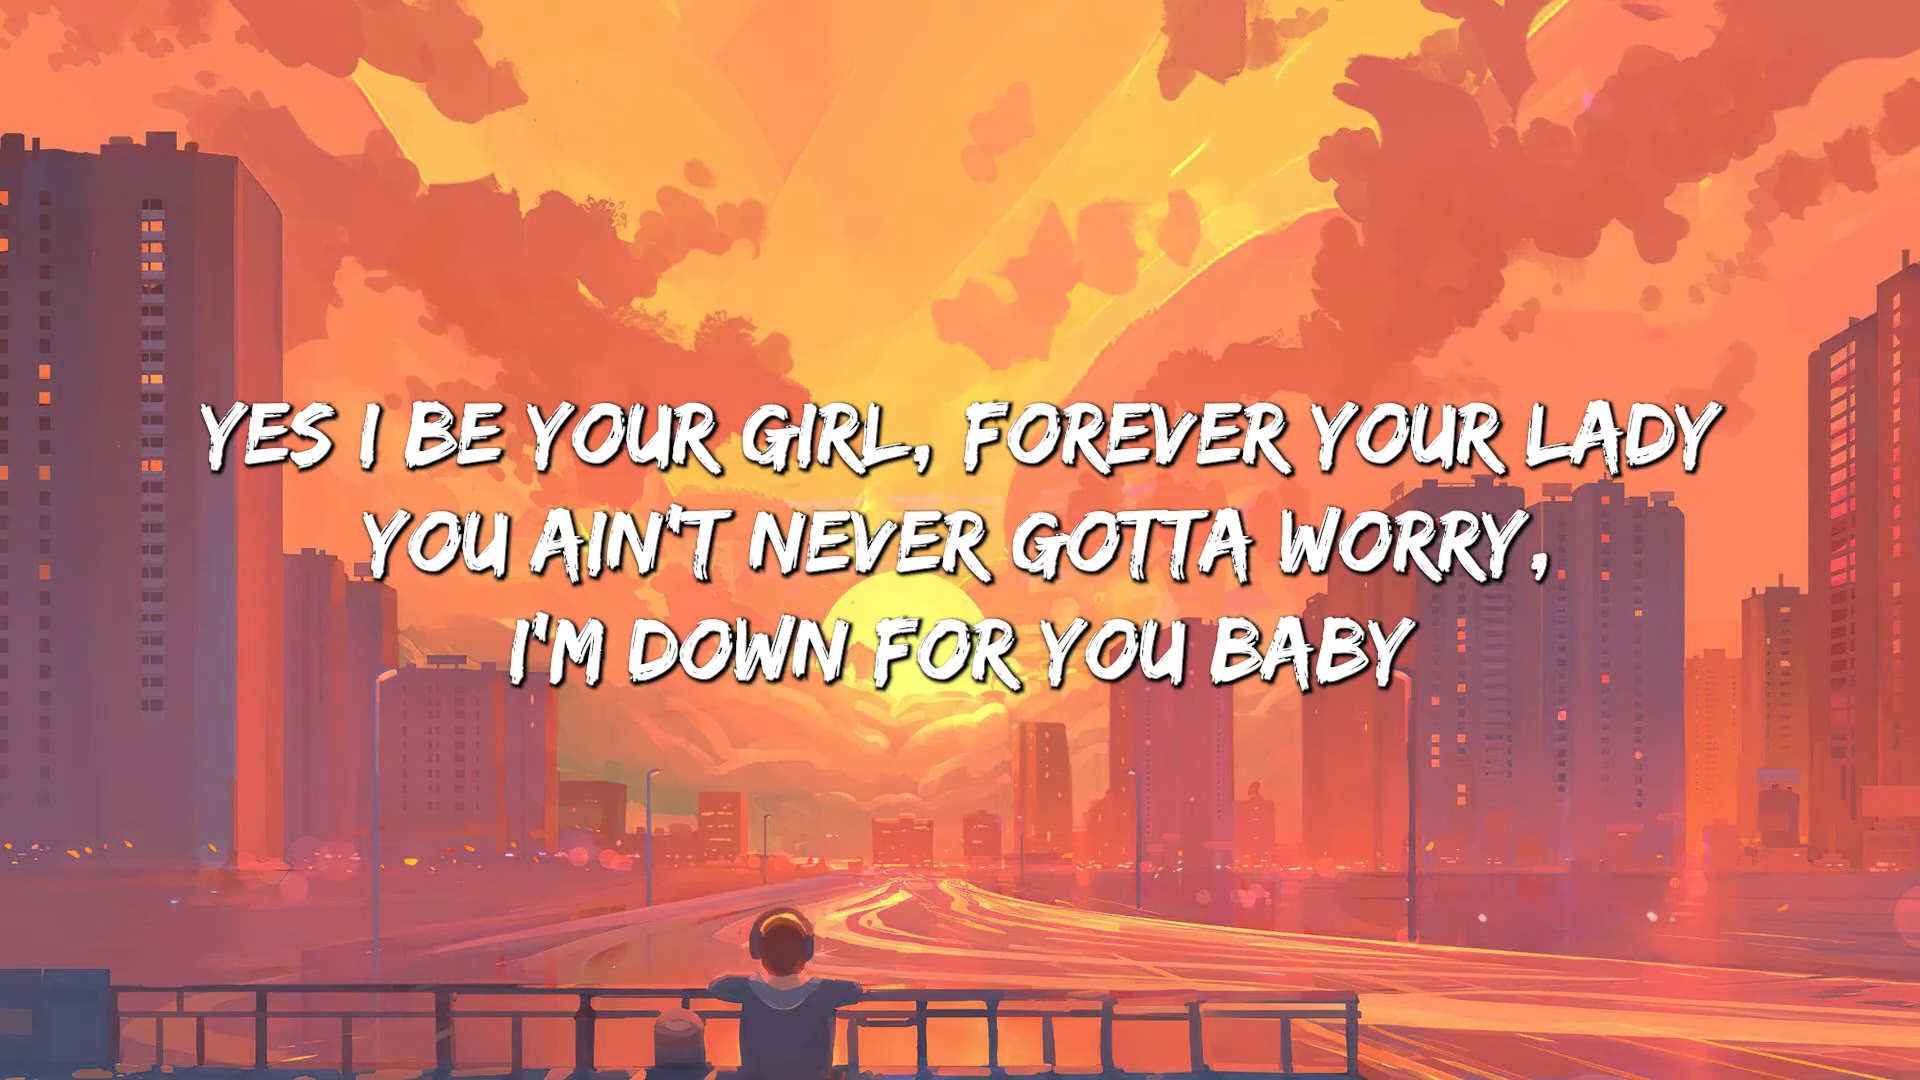 YES I BE YOUR GIRL, FOREVER YOUR LADY
YOU AIN'T NEVER GOTTA WORRY,
I'M DOWN FOR YOU BABY